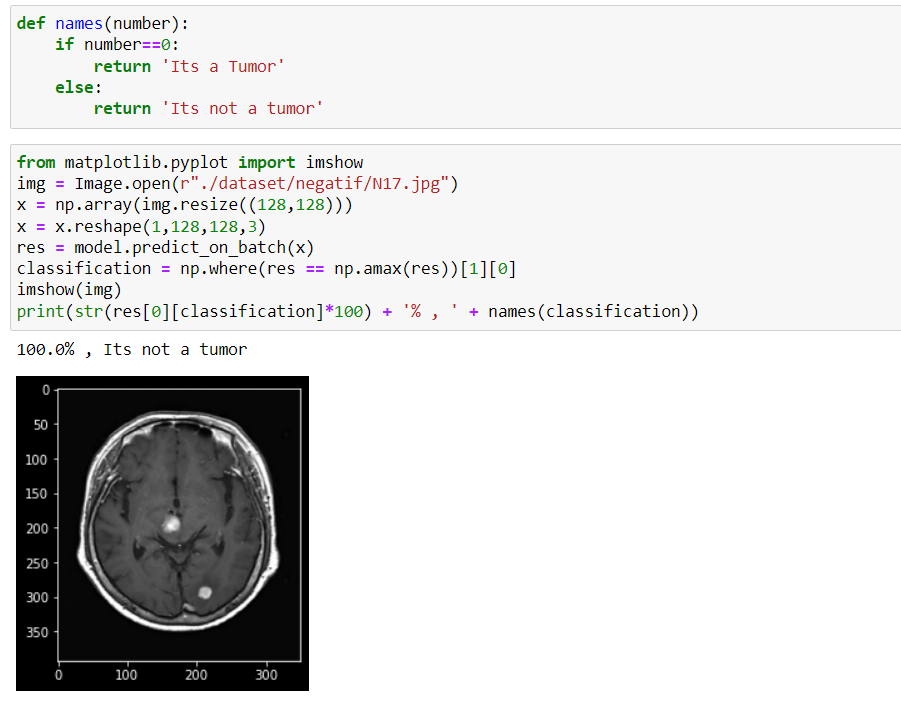 def names(number):
    if number==0:
        return 'Its a Tumor'
    else:
        return 'Its not a tumor'
from matplotlib.pyplot import imshow
img = Image.open(r"./dataset/negatif/N17.jpg")
x = np.array(img.resize((128,128)))
x = x.reshape(1,128,128,3)
res = model.predict_on_batch(x)
classification = np.where(res == np.amax(res))[1][0]
imshow(img)
print(str(res[0][classification]*100) + '% , ' + names(classification))
100.0% , Its not a tumor
0
50
100
150
200
250
300
350
0 100 200 300